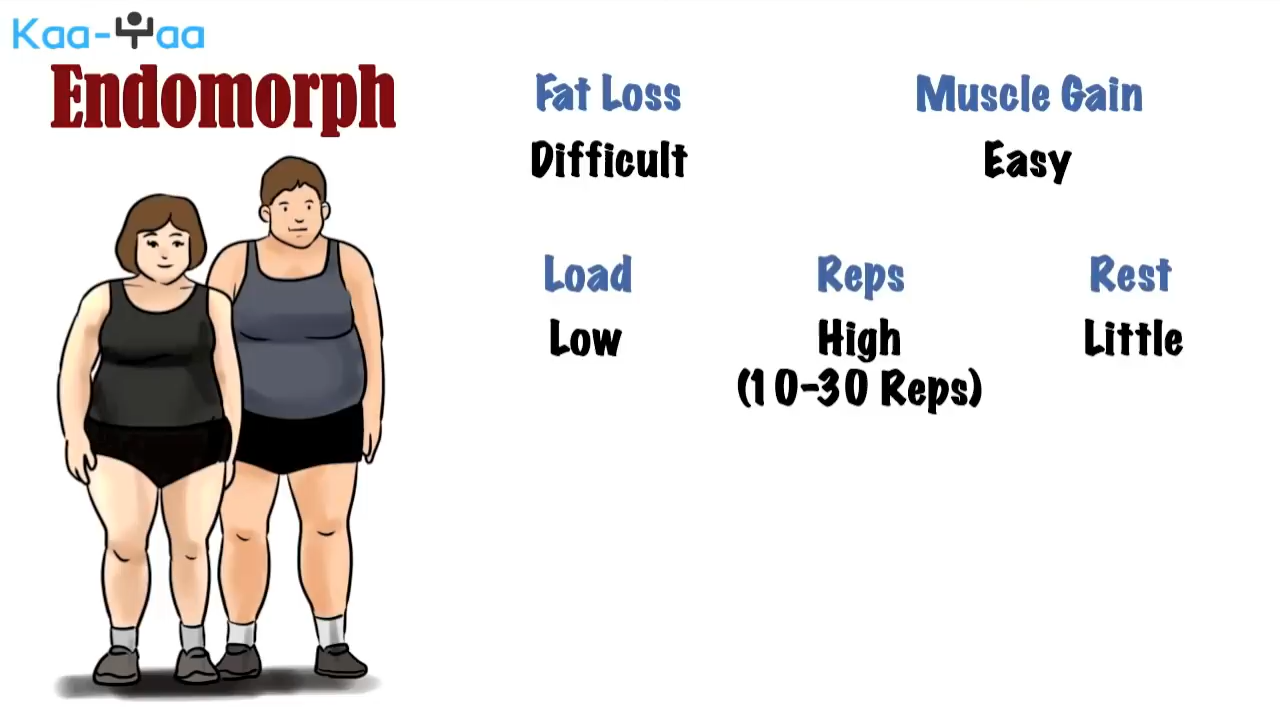 Kaa-Yaa
Endomorph
Fat Loss
Muscle Gain
Difficult
Easy
Load
Reps
Rest
Low
High
Little
(10-30 Reps)